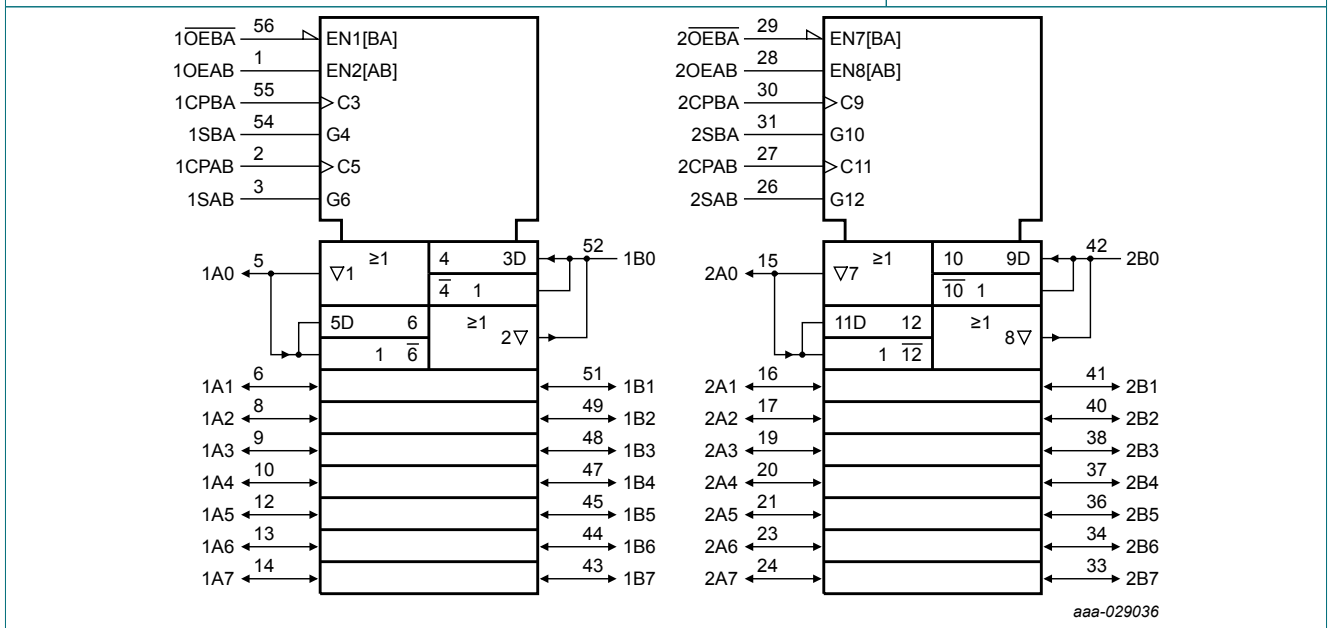 1O̅E̅B̅A̅ 56 EN1[BA]
1OEAB 1 EN2[AB]
1CPBA 55 C3
1SBA 54 G4
1CPAB 2 C5
1SAB 3 G6
1A0 5 ▽1 ≥1 4 3D 52 1B0
4̅ 1
5D 6 ≥1 2▽
1 6̅
1A1 6 51 1B1
1A2 8 49 1B2
1A3 9 48 1B3
1A4 10 47 1B4
1A5 12 45 1B5
1A6 13 44 1B6
1A7 14 43 1B7
2O̅E̅B̅A̅ 29 EN7[BA]
2OEAB 28 EN8[AB]
2CPBA 30 C9
2SBA 31 G10
2CPAB 27 C11
2SAB 26 G12
2A0 15 ▽7 ≥1 10 9D 42 2B0
1̅0̅ 1
11D 12 ≥1 8▽
1 1̅2̅
2A1 16 41 2B1
2A2 17 40 2B2
2A3 19 38 2B3
2A4 20 37 2B4
2A5 21 36 2B5
2A6 23 34 2B6
2A7 24 33 2B7
aaa-029036